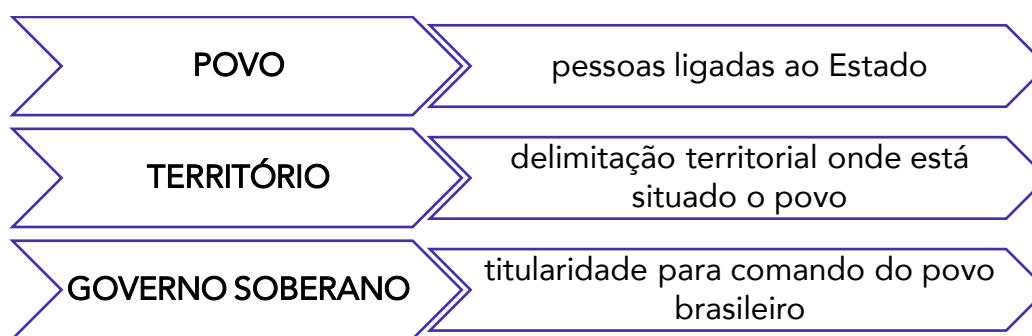 POVO
pessoas ligadas ao Estado
TERRITÓRIO
delimitação territorial onde está
situado o povo
GOVERNO SOBERANO
titularidade para comando do povo
brasileiro